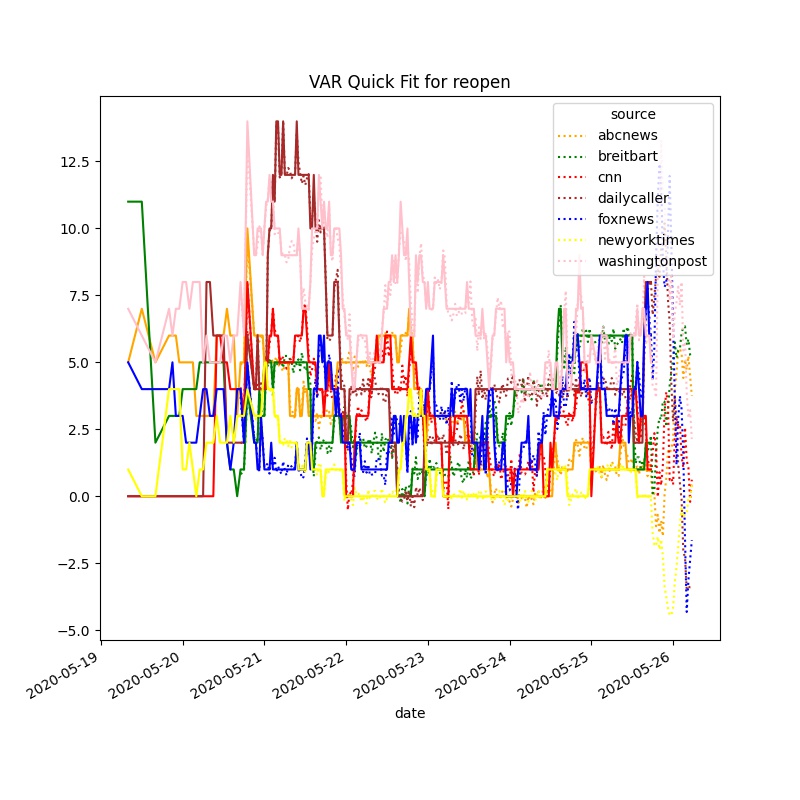 VAR Quick Fit for reopen
source
abcnews
breitbart
cnn
dailycaller
foxnews
newyorktimes
washingtonpost
12.5
10.0
7.5
5.0
2.5
0.0
−2.5
−5.0
2020-05-19
2020-05-20
2020-05-21
2020-05-22
2020-05-23
2020-05-24
2020-05-25
2020-05-26
date